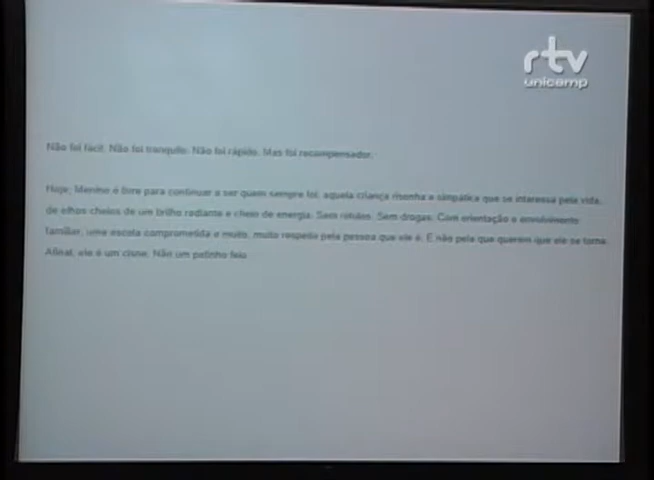 rtv
unicamp
Não foi fácil. Não foi tranquilo. Não foi rápido. Mas foi recompensador.
Hoje, Menino é livre para continuar a ser quem sempre foi: aquela criança risonha e simpática que se interessa pela vida,
de olhos cheios de um brilho radiante e cheio de energia. Sem rótulos. Sem drogas. Com orientação e envolvimento
familiar, uma escola comprometida e muito, muito respeito pela pessoa que ele é. E não pela que querem que ele se torne.
Afinal, ele é um cisne. Não um patinho feio.